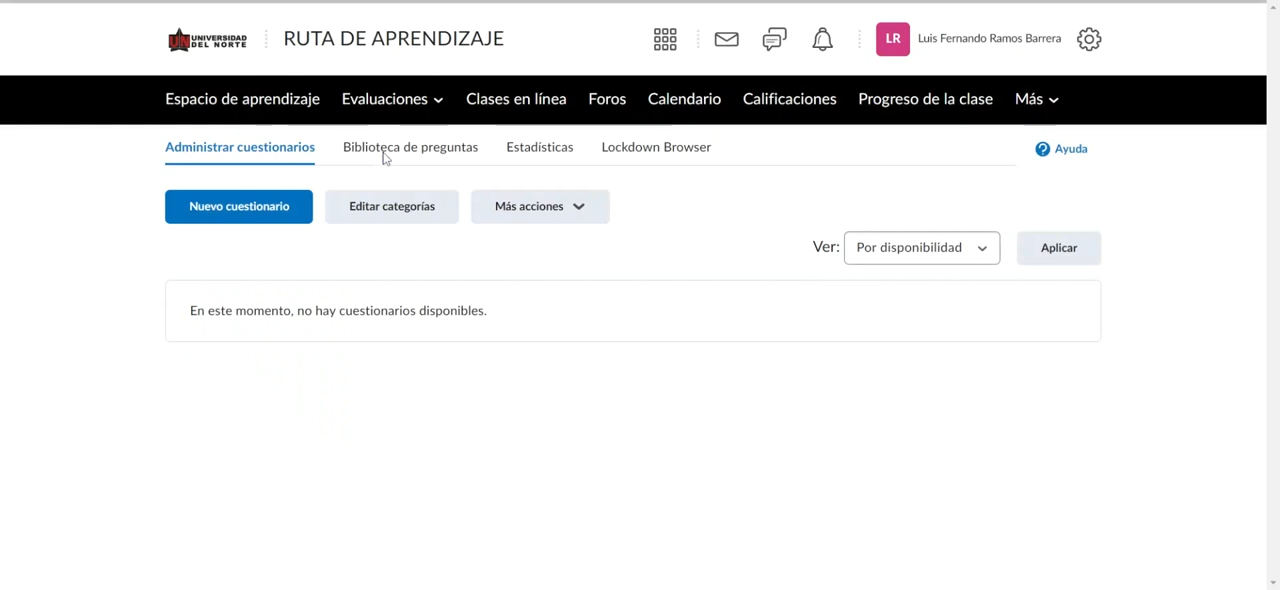 UNIVERSIDAD
DEL NORTE
RUTA DE APRENDIZAJE
LR
Luis Fernando Ramos Barrera
Espacio de aprendizaje Evaluaciones Clases en línea Foros Calendario Calificaciones Progreso de la clase Más
Administrar cuestionarios Biblioteca de preguntas Estadísticas Lockdown Browser Ayuda
Nuevo cuestionario Editar categorías Más acciones
Ver: Por disponibilidad Aplicar
En este momento, no hay cuestionarios disponibles.